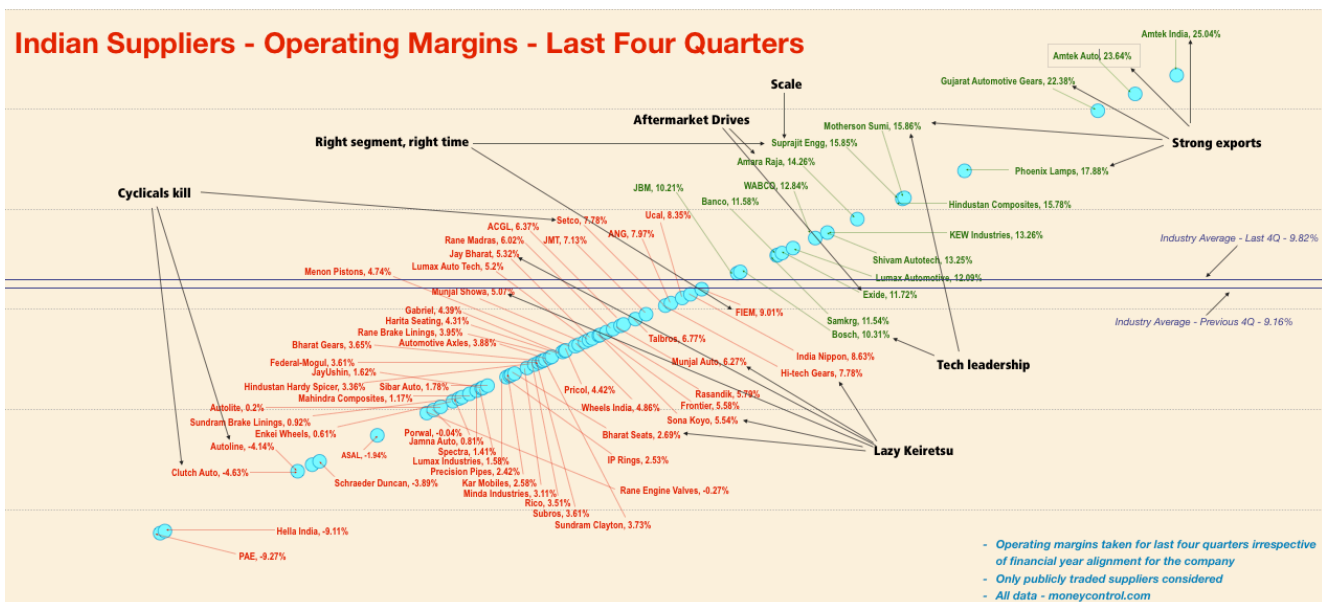 Indian Suppliers - Operating Margins - Last Four Quarters
Amtek India, 25.04%
Amtek Auto, 23.64%
Gujarat Automotive Gears, 22.38%
Scale
Aftermarket Drives
Motherson Sumi, 15.86%
Right segment, right time
Suprajit Engg, 15.85%
Strong exports
Amara Raja, 14.26%
Phoenix Lamps, 17.88%
Cyclicals kill
JBM, 10.21%
WABCO, 12.84%
Banco, 11.58%
Hindustan Composites, 15.78%
Setco, 7.78%
Ucal, 8.35%
ACGL, 6.37%
ANG, 7.97%
KEW Industries, 13.26%
Rane Madras, 6.02%
JMT, 7.13%
Industry Average - Last 4Q - 9.82%
Jay Bharat, 5.32%
Shivam Autotech, 13.25%
Lumax Auto Tech, 5.2%
Menon Pistons, 4.74%
Lumax Automotive, 12.09%
Munjal Showa, 5.07%
Exide, 11.72%
Gabriel, 4.39%
FIEM, 9.01%
Harita Seating, 4.31%
Samkrg, 11.54%
Industry Average - Previous 4Q - 9.16%
Rane Brake Lining, 3.95%
Bosch, 10.31%
Automotive Axles, 3.88%
Talbros, 6.77%
Bharat Gears, 3.65%
India Nippon, 8.63%
Federal-Mogul, 3.61%
Munjal Auto, 6.27%
Tech leadership
JayUshin, 1.62%
Hi-tech Gears, 7.78%
Hindustan Hardy Spicer, 3.36%
Sibar Auto, 1.78%
Pricol, 4.42%
Rasandik, 5.79%
Mahindra Composites, 1.17%
Autolite, 0.2%
Wheels India, 4.86%
Frontier, 5.58%
Sundram Brake Linings, 0.92%
Sona Koyo, 5.54%
Enkei Wheels, 0.61%
Porwal, -0.04%
Bharat Seats, 2.69%
Autoline, -4.14%
Jamna Auto, 0.81%
ASAL, -1.94%
Spectra, 1.41%
Lazy Keiretsu
Lumax Industries, 1.58%
IP Rings, 2.53%
Clutch Auto, -4.63%
Precision Pipes, 2.42%
Schraeder Duncan, -3.89%
Kar Mobiles, 2.58%
Rane Engine Valves, -0.27%
Minda Industries, 3.11%
Rico, 3.51%
Subros, 3.61%
Sundram Clayton, 3.73%
Hella India, -9.11%
PAE, -9.27%
- Operating margins taken for last four quarters irrespective
of financial year alignment for the company
- Only publicly traded suppliers considered
- All data - moneycontrol.com